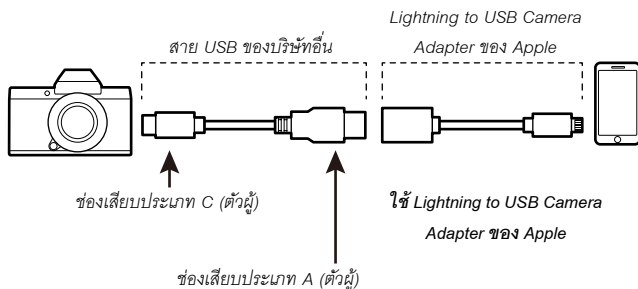 สาย USB ของบริษัทอื่น
Lightning to USB Camera
Adapter ของ Apple
ช่องเสียบประเภท C (ตัวผู้)
ช่องเสียบประเภท A (ตัวผู้)
ใช้ Lightning to USB Camera
Adapter ของ Apple